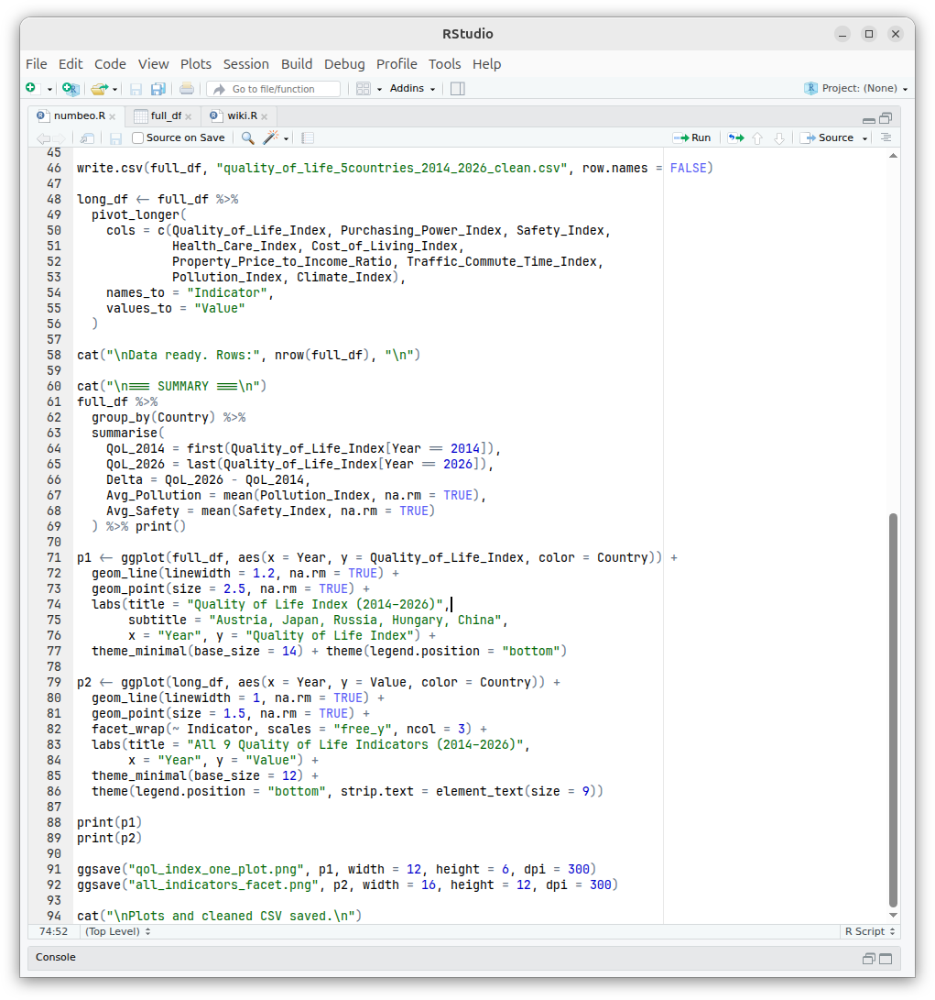 RStudio
File Edit Code View Plots Session Build Debug Profile Tools Help
Go to file/function Addins Project: (None)
numbeo.R full_df wiki.R
Source on Save Run Source
45
46 write.csv(full_df, "quality_of_life_5countries_2014_2026_clean.csv", row.names = FALSE)
47
48 long_df <- full_df %>%
49   pivot_longer(
50     cols = c(Quality_of_Life_Index, Purchasing_Power_Index, Safety_Index,
51              Health_Care_Index, Cost_of_Living_Index,
52              Property_Price_to_Income_Ratio, Traffic_Commute_Time_Index,
53              Pollution_Index, Climate_Index),
54     names_to = "Indicator",
55     values_to = "Value"
56   )
57
58 cat("\nData ready. Rows:", nrow(full_df), "\n")
59
60 cat("\n=== SUMMARY ===\n")
61 full_df %>%
62   group_by(Country) %>%
63   summarise(
64     QoL_2014 = first(Quality_of_Life_Index[Year == 2014]),
65     QoL_2026 = last(Quality_of_Life_Index[Year == 2026]),
66     Delta = QoL_2026 - QoL_2014,
67     Avg_Pollution = mean(Pollution_Index, na.rm = TRUE),
68     Avg_Safety = mean(Safety_Index, na.rm = TRUE)
69   ) %>% print()
70
71 p1 <- ggplot(full_df, aes(x = Year, y = Quality_of_Life_Index, color = Country)) +
72   geom_line(linewidth = 1.2, na.rm = TRUE) +
73   geom_point(size = 2.5, na.rm = TRUE) +
74   labs(title = "Quality of Life Index (2014-2026)",
75        subtitle = "Austria, Japan, Russia, Hungary, China",
76        x = "Year", y = "Quality of Life Index") +
77   theme_minimal(base_size = 14) + theme(legend.position = "bottom")
78
79 p2 <- ggplot(long_df, aes(x = Year, y = Value, color = Country)) +
80   geom_line(linewidth = 1, na.rm = TRUE) +
81   geom_point(size = 1.5, na.rm = TRUE) +
82   facet_wrap(~ Indicator, scales = "free_y", ncol = 3) +
83   labs(title = "All 9 Quality of Life Indicators (2014-2026)",
84        x = "Year", y = "Value") +
85   theme_minimal(base_size = 12) +
86   theme(legend.position = "bottom", strip.text = element_text(size = 9))
87
88 print(p1)
89 print(p2)
90
91 ggsave("qol_index_one_plot.png", p1, width = 12, height = 6, dpi = 300)
92 ggsave("all_indicators_facet.png", p2, width = 16, height = 12, dpi = 300)
93
94 cat("\nPlots and cleaned CSV saved.\n")
74:52 (Top Level) R Script
Console